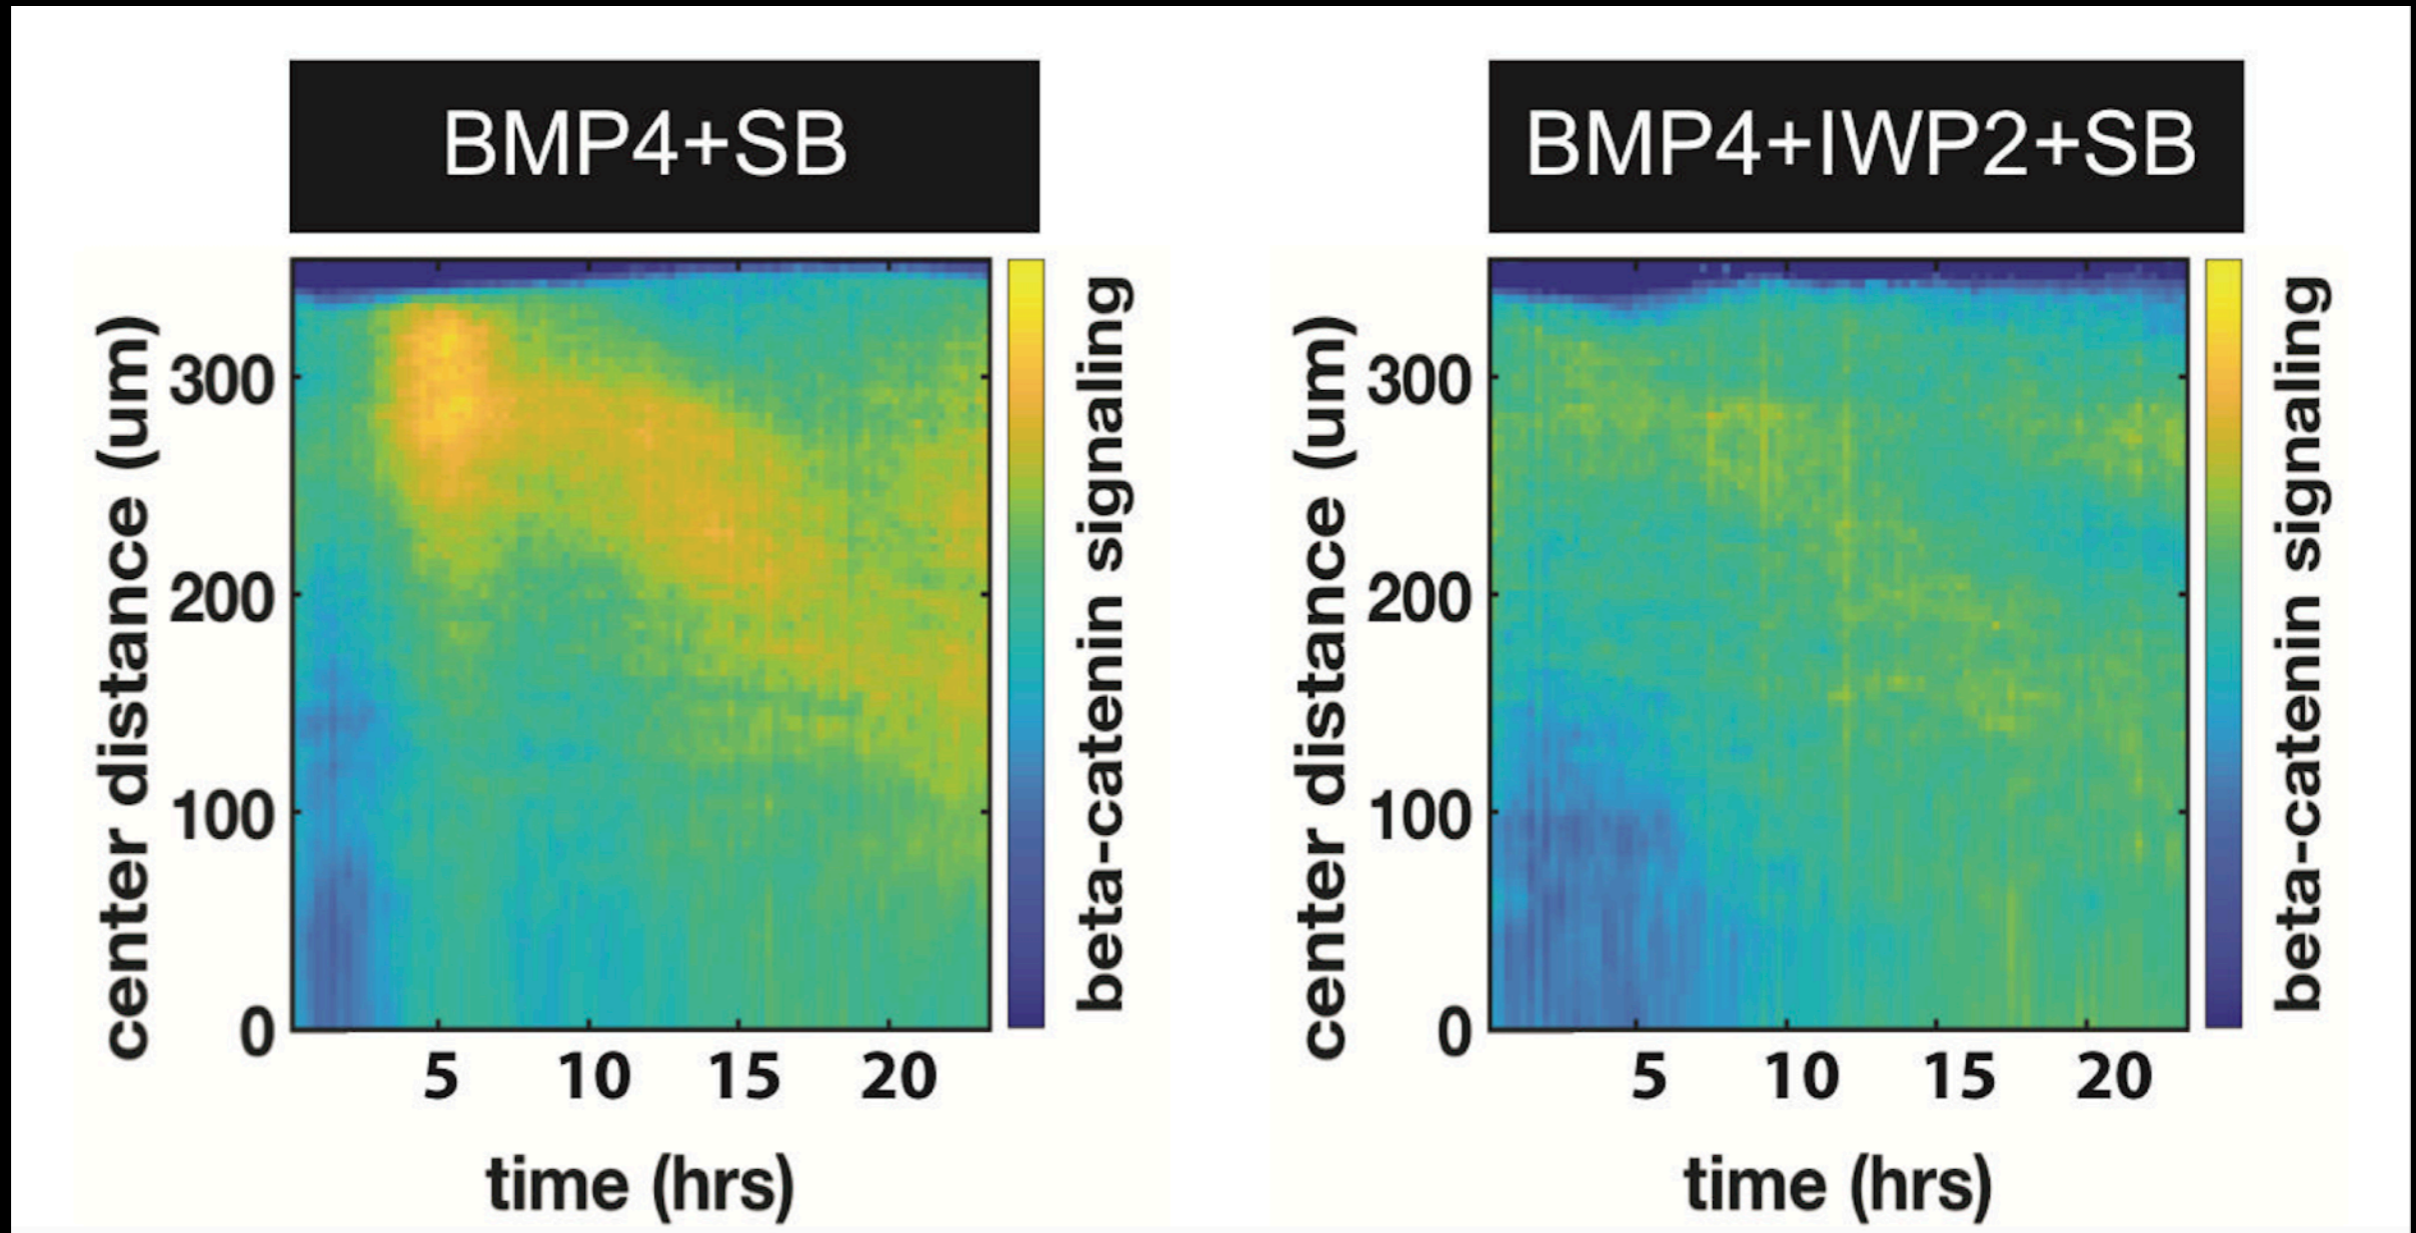 BMP4+SB
center distance (um)
300
200
100
0
5 10 15 20
time (hrs)
beta-catenin signaling
BMP4+IWP2+SB
center distance (um)
300
200
100
0
5 10 15 20
time (hrs)
beta-catenin signaling